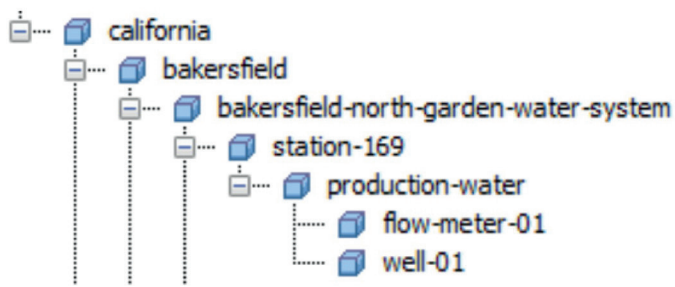 california
bakersfield
bakersfield-north-garden-water-system
station-169
production-water
flow-meter-01
well-01